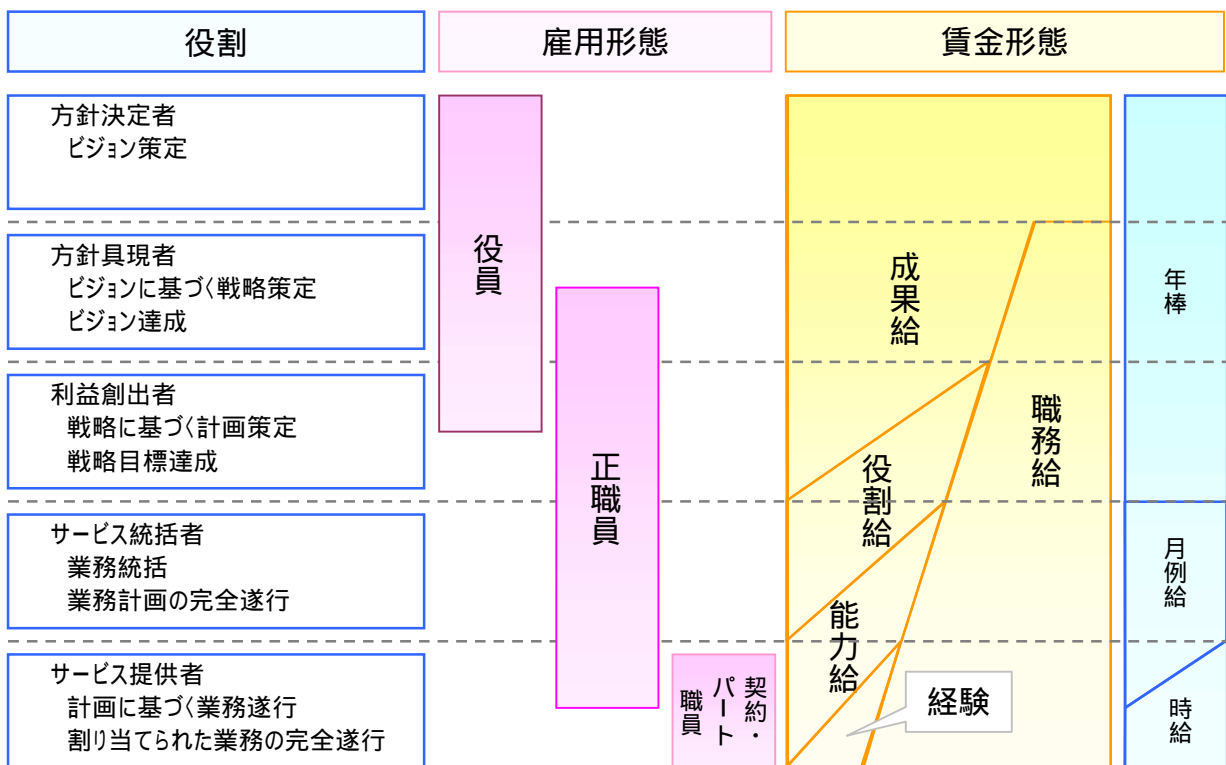 役割
雇用形態
賃金形態
方針決定者
ビジョン策定
方針具現者
ビジョンに基づく戦略策定
ビジョン達成
利益創出者
戦略に基づく計画策定
戦略目標達成
サービス統括者
業務統括
業務計画の完全遂行
サービス提供者
計画に基づく業務遂行
割り当てられた業務の完全遂行
役員
正職員
契約・
パート
職員
成果給
職務給
役割給
能力給
経験
年棒
月例給
時給